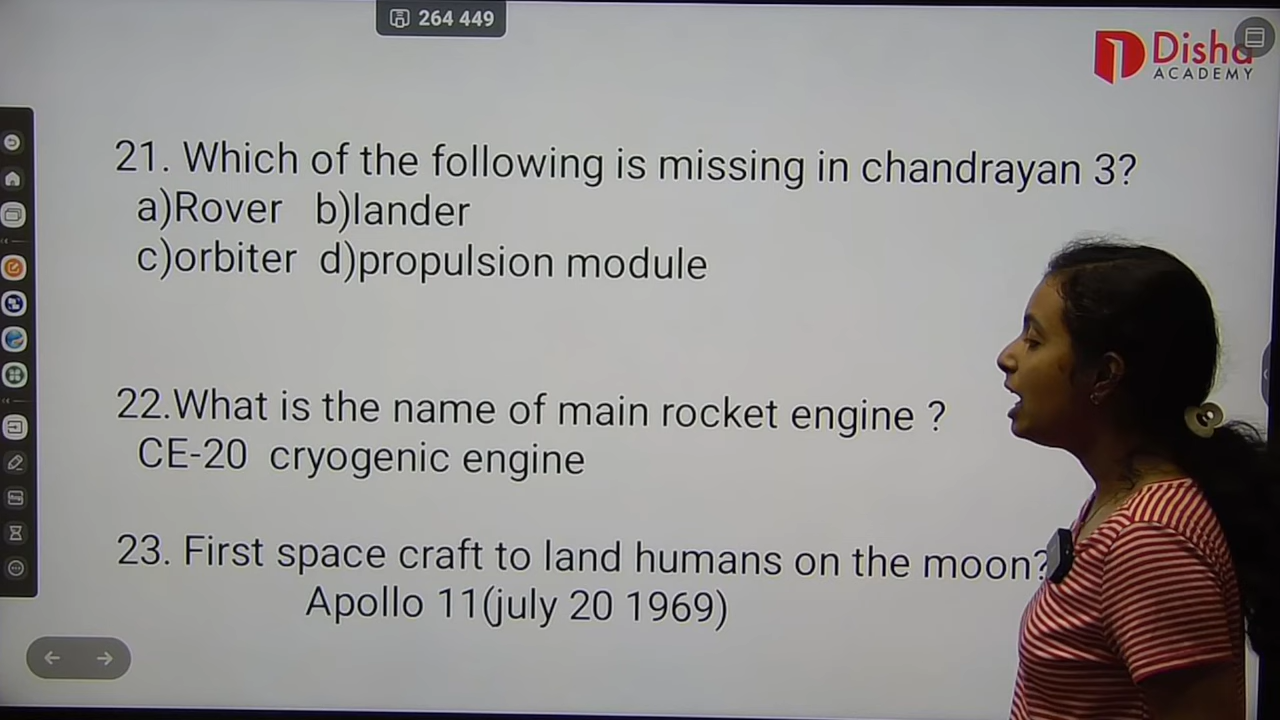 264 449
Disha
ACADEMY
21. Which of the following is missing in chandrayan 3?
a)Rover b)lander
c)orbiter d)propulsion module
22.What is the name of main rocket engine ?
CE-20 cryogenic engine
23. First space craft to land humans on the moon?
Apollo 11(july 20 1969)